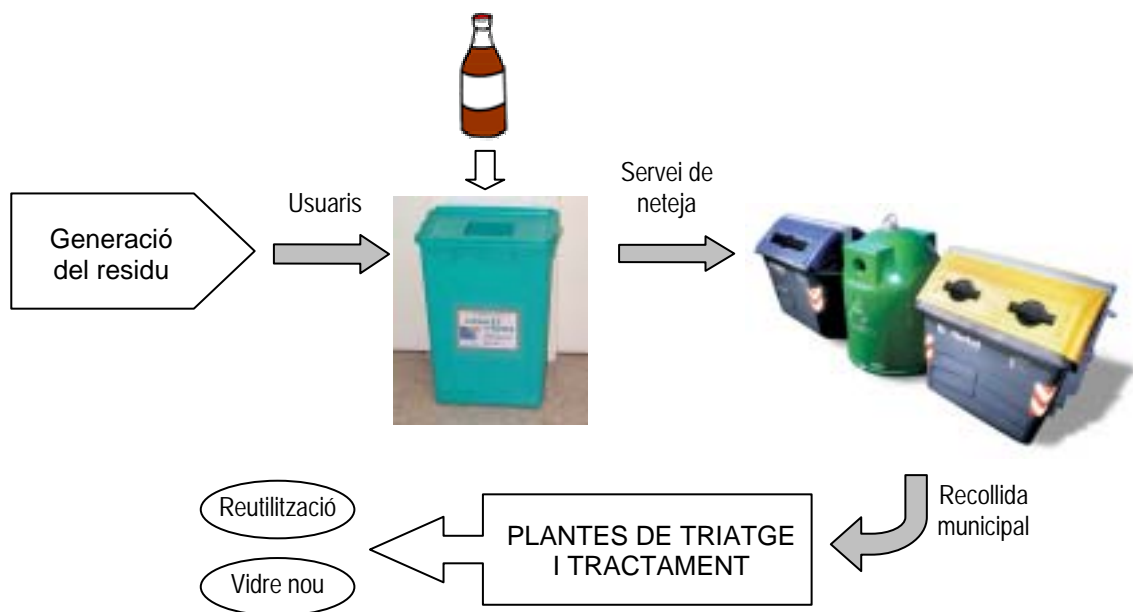 Generació
del residu
Usuaris
Servei de
neteja
Recollida
municipal
PLANTES DE TRIATGE
I TRACTAMENT
Reutilització
Vidre nou